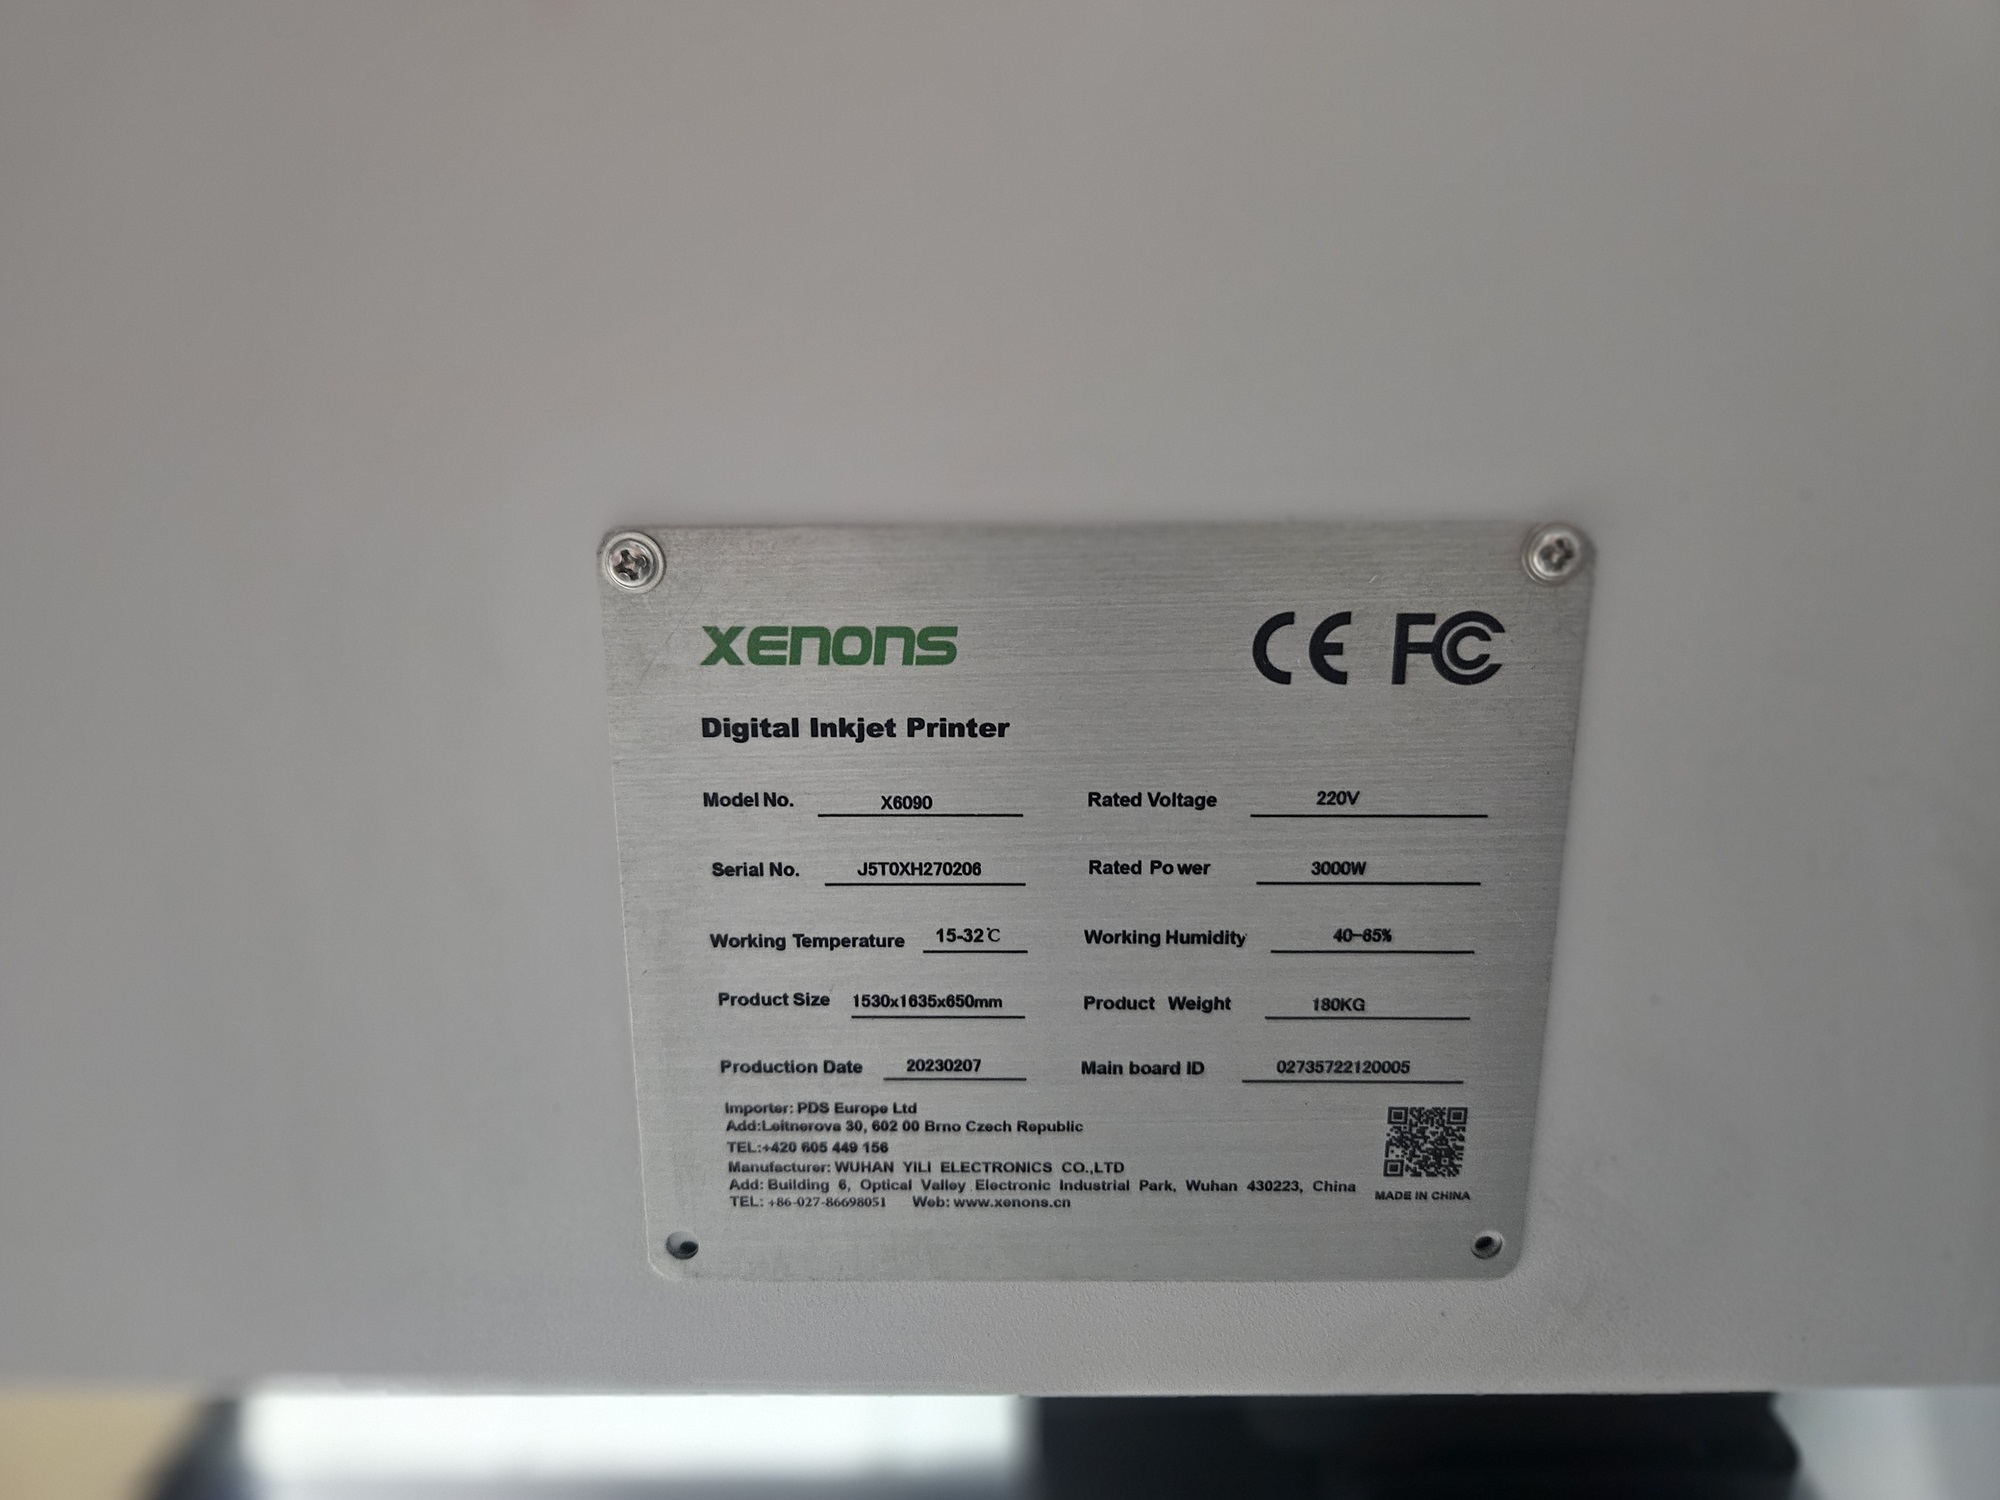 XENONS
CE FC
Digital Inkjet Printer
Model No. X6090 Rated Voltage 220V
Serial No. J5T0XH270206 Rated Power 3000W
Working Temperature 15-32℃ Working Humidity 40-65%
Product Size 1530x1635x650mm Product Weight 180KG
Production Date 20230207 Main board ID 02735722120005
Importer: PDS Europe Ltd
Add:Leitnerova 30, 602 00 Brno Czech Republic
TEL:+420 605 449 156
Manufacturer: WUHAN YILI ELECTRONICS CO.,LTD
Add: Building 6, Optical Valley Electronic Industrial Park, Wuhan 430223, China
TEL: +86-027-86698051 Web: www.xenons.cn
MADE IN CHINA